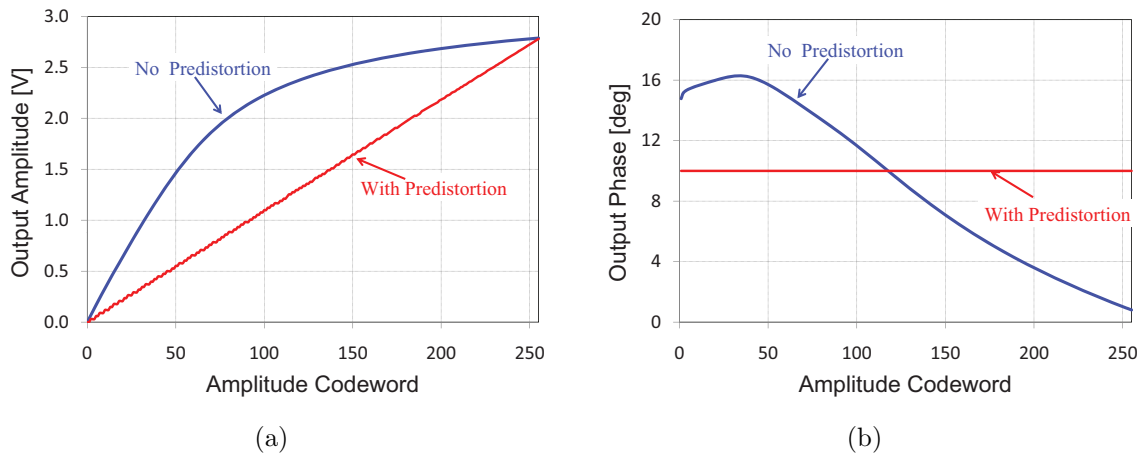 3.0
2.5
2.0
1.5
1.0
0.5
0.0
Output Amplitude [V]
No Predistortion
With Predistortion
0 50 100 150 200 250
Amplitude Codeword
(a)
20
16
12
8
4
0
Output Phase [deg]
No Predistortion
With Predistortion
0 50 100 150 200 250
Amplitude Codeword
(b)